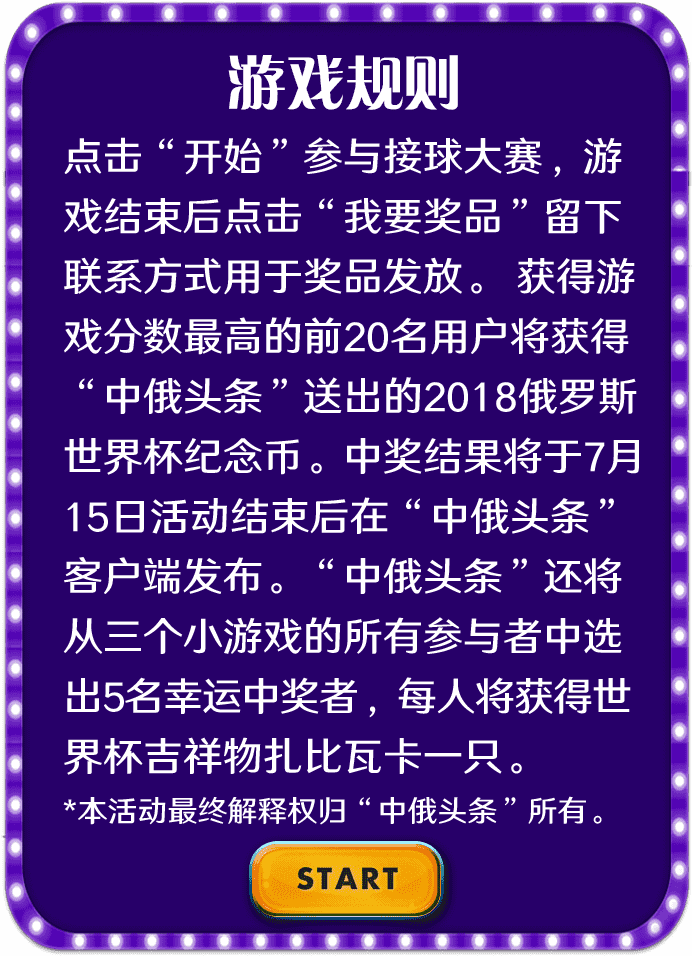 游戏规则
点击“开始”参与接球大赛，游
戏结束后点击“我要奖品”留下
联系方式用于奖品发放。 获得游
戏分数最高的前20名用户将获得
“中俄头条”送出的2018俄罗斯
世界杯纪念币。中奖结果将于7月
15日活动结束后在“中俄头条”
客户端发布。“中俄头条”还将
从三个小游戏的所有参与者中选
出5名幸运中奖者，每人将获得世
界杯吉祥物扎比瓦卡一只。
*本活动最终解释权归“中俄头条”所有。
START